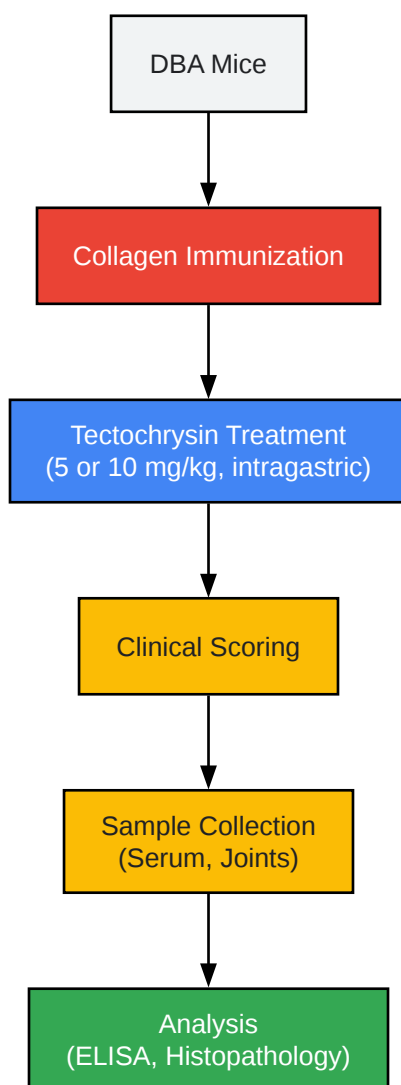 DBA Mice
Collagen Immunization
Tectochrysin Treatment
(5 or 10 mg/kg, intragastric)
Clinical Scoring
Sample Collection
(Serum, Joints)
Analysis
(ELISA, Histopathology)